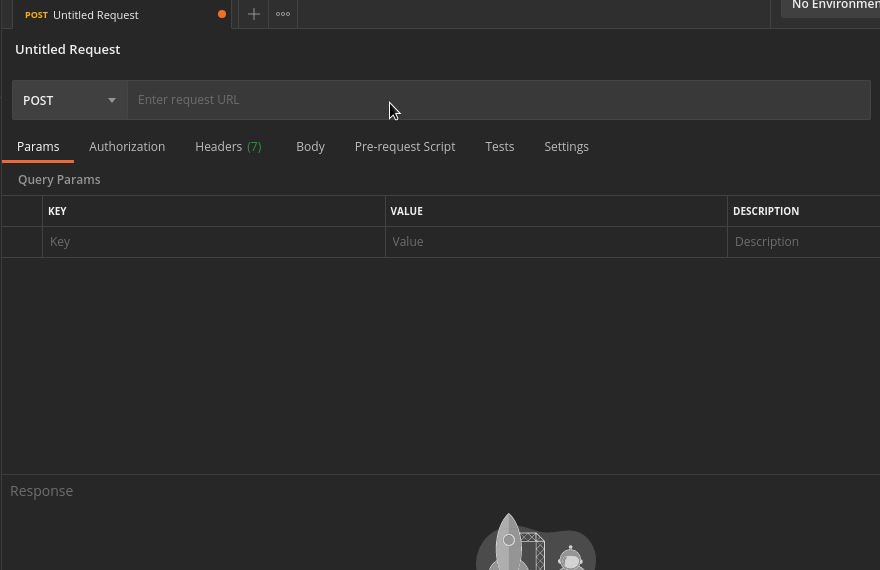 POST Untitled Request
No Environmen
Untitled Request
POST Enter request URL
Params Authorization Headers (7) Body Pre-request Script Tests Settings
Query Params
KEY VALUE DESCRIPTION
Key Value Description
Response